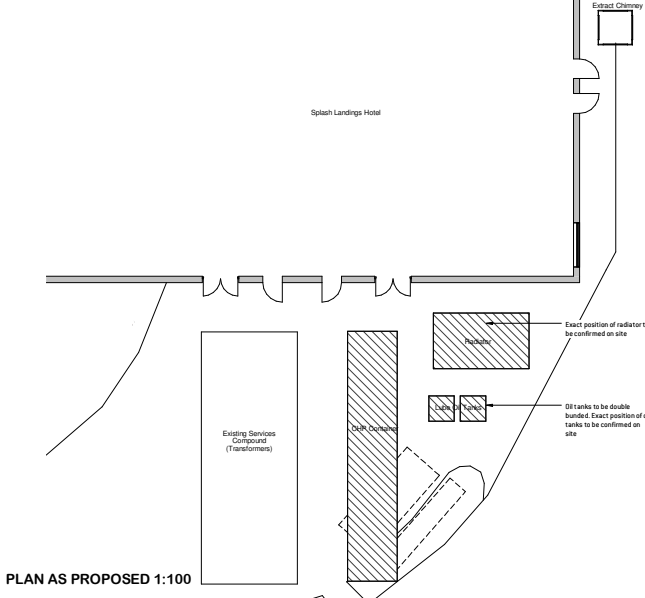 Extract Chimney
Splash Landings Hotel
Exact position of radiator t
be confirmed on site
Radiator
Lube Oil Tanks
Oil tanks to be double
bunded. Exact position of
tanks to be confirmed on
site
CHP Container
Existing Services
Compound
(Transformers)
PLAN AS PROPOSED 1:100